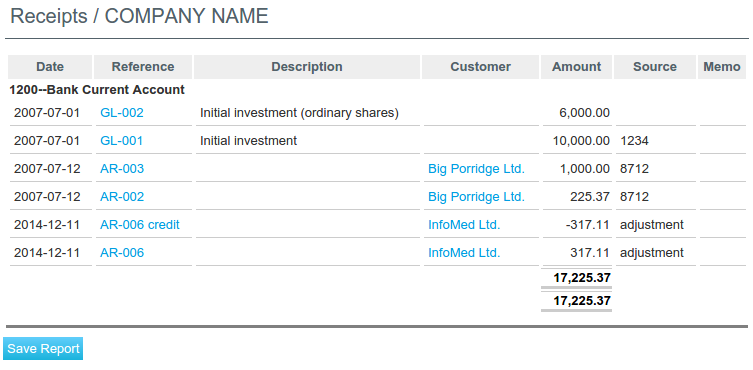 Receipts / COMPANY NAME
Date Reference Description Customer Amount Source Memo
1200--Bank Current Account
2007-07-01 GL-002 Initial investment (ordinary shares) 6,000.00
2007-07-01 GL-001 Initial investment 10,000.00 1234
2007-07-12 AR-003 Big Porridge Ltd. 1,000.00 8712
2007-07-12 AR-002 Big Porridge Ltd. 225.37 8712
2014-12-11 AR-006 credit InfoMed Ltd. -317.11 adjustment
2014-12-11 AR-006 InfoMed Ltd. 317.11 adjustment
17,225.37
17,225.37
Save Report